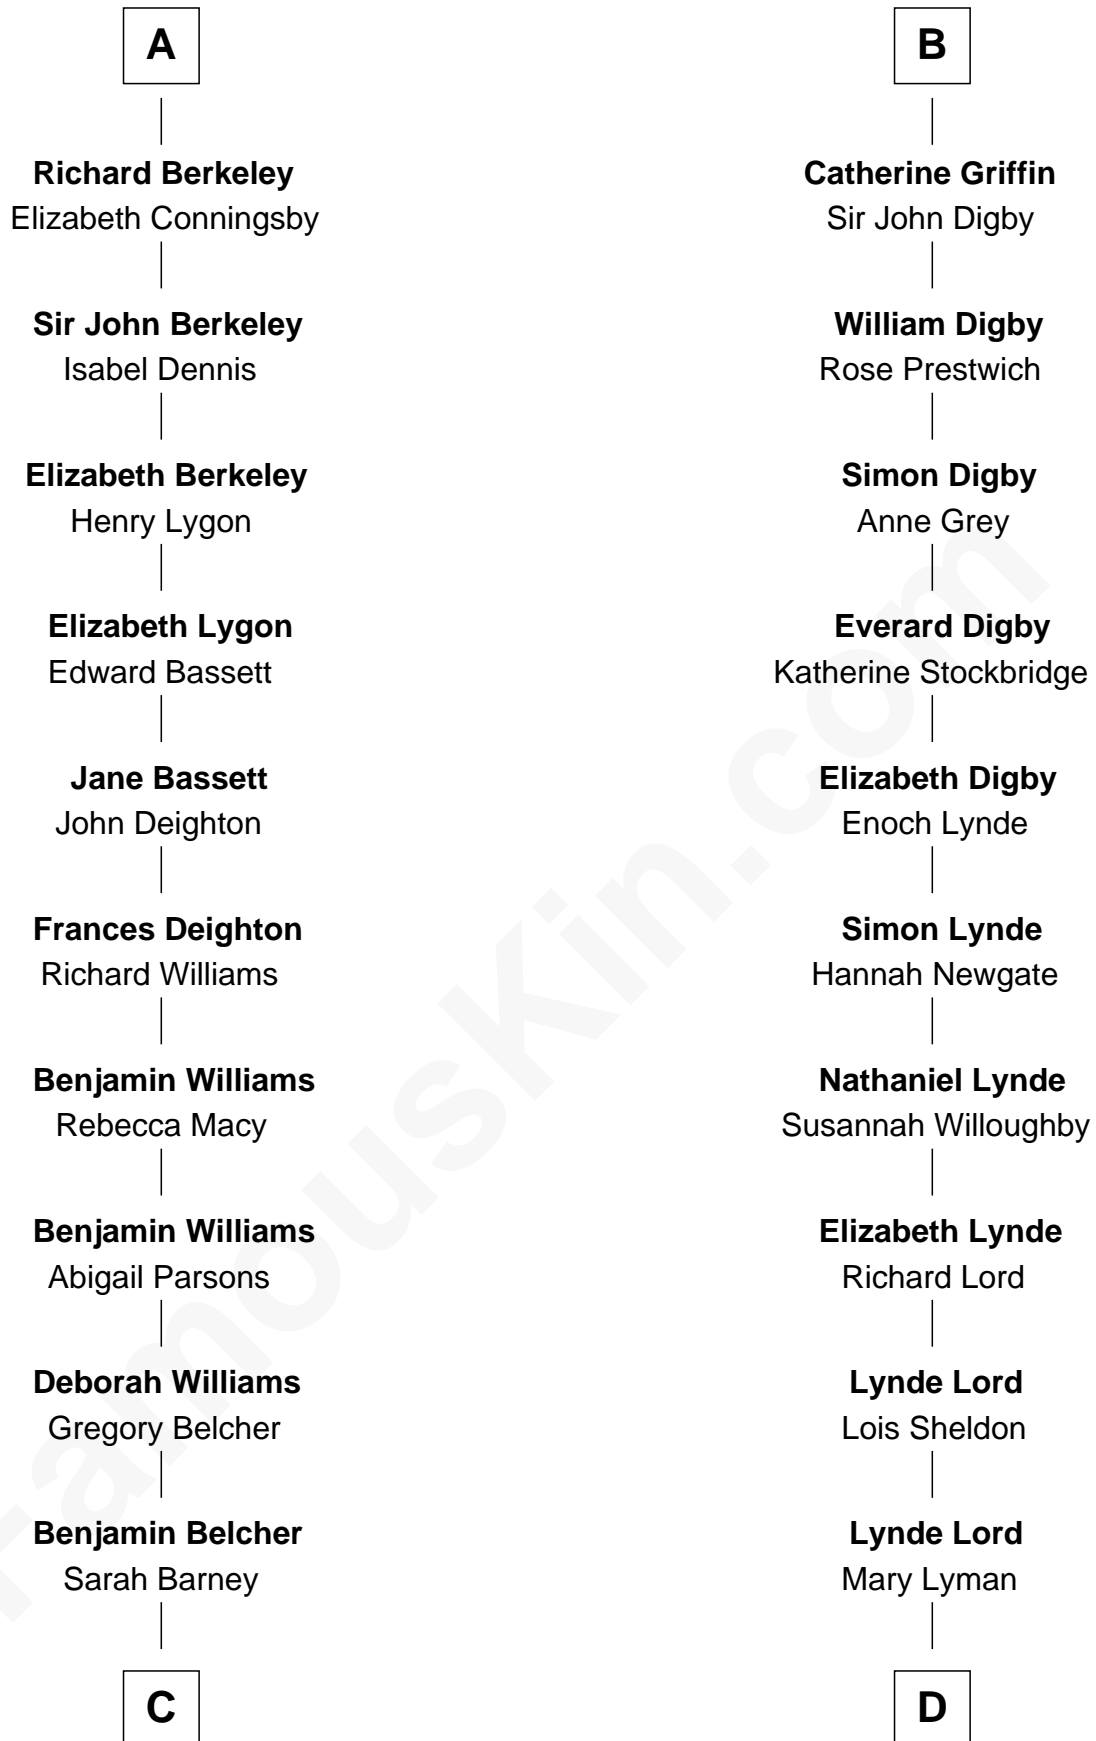 A
Richard Berkeley
Elizabeth Conningsby
Sir John Berkeley
Isabel Dennis
Elizabeth Berkeley
Henry Lygon
Elizabeth Lygon
Edward Bassett
Jane Bassett
John Deighton
Frances Deighton
Richard Williams
Benjamin Williams
Rebecca Macy
Benjamin Williams
Abigail Parsons
Deborah Williams
Gregory Belcher
Benjamin Belcher
Sarah Barney
C
B
Catherine Griffin
Sir John Digby
William Digby
Rose Prestwich
Simon Digby
Anne Grey
Everard Digby
Katherine Stockbridge
Elizabeth Digby
Enoch Lynde
Simon Lynde
Hannah Newgate
Nathaniel Lynde
Susannah Willoughby
Elizabeth Lynde
Richard Lord
Lynde Lord
Lois Sheldon
Lynde Lord
Mary Lyman
D
FamousKin.com